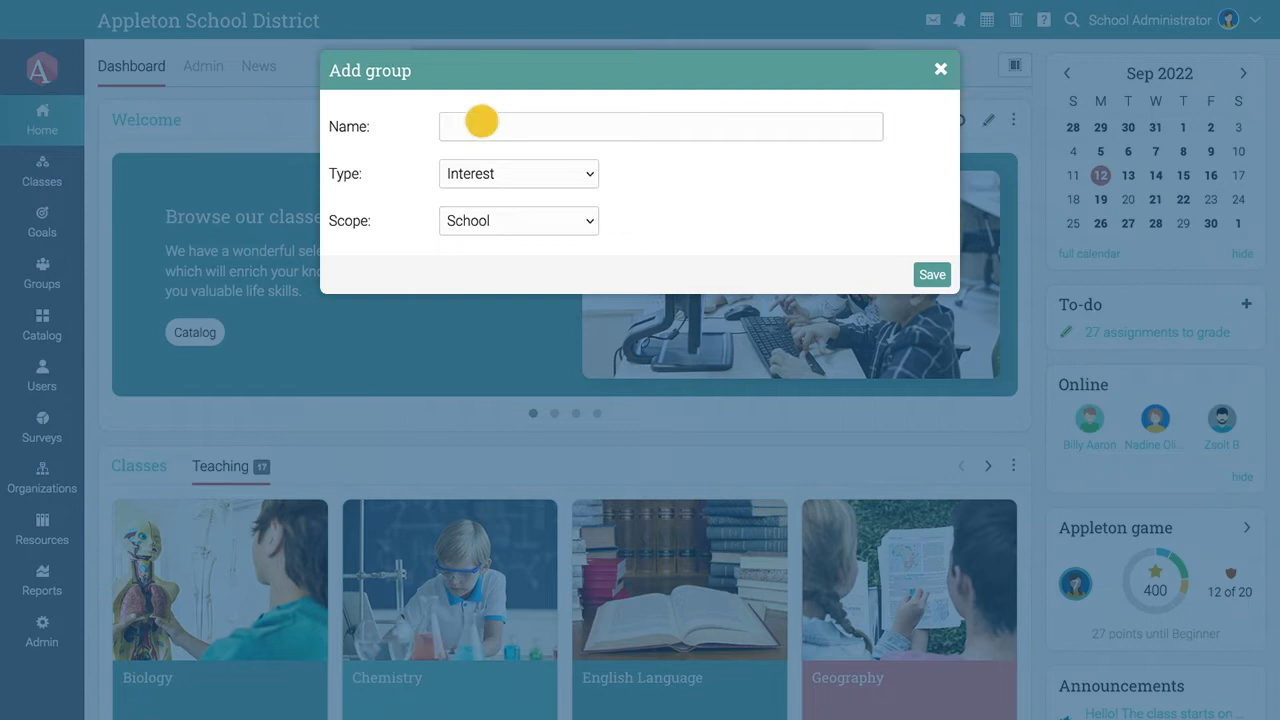 Appleton School District
School Administrator
A
Home
Classes
Goals
Groups
Catalog
Users
Surveys
Organizations
Resources
Reports
Admin
Dashboard
Admin
News
Add group
Name:
Type:
Interest
Scope:
School
Save
Welcome
Browse our classe
We have a wonderful sele
which will enrich your kno
you valuable life skills.
Catalog
Classes
Teaching 17
Biology
Chemistry
English Language
Geography
Sep 2022
S M T W T F S
28 29 30 31 1 2 3
4 5 6 7 8 9 10
11 12 13 14 15 16 17
18 19 20 21 22 23 24
25 26 27 28 29 30 1
full calendar
hide
To-do
27 assignments to grade
Online
Billy Aaron
Nadine Oli...
Zsolt B
hide
Appleton game
400
12 of 20
27 points until Beginner
Announcements
Hello! The class starts on ...